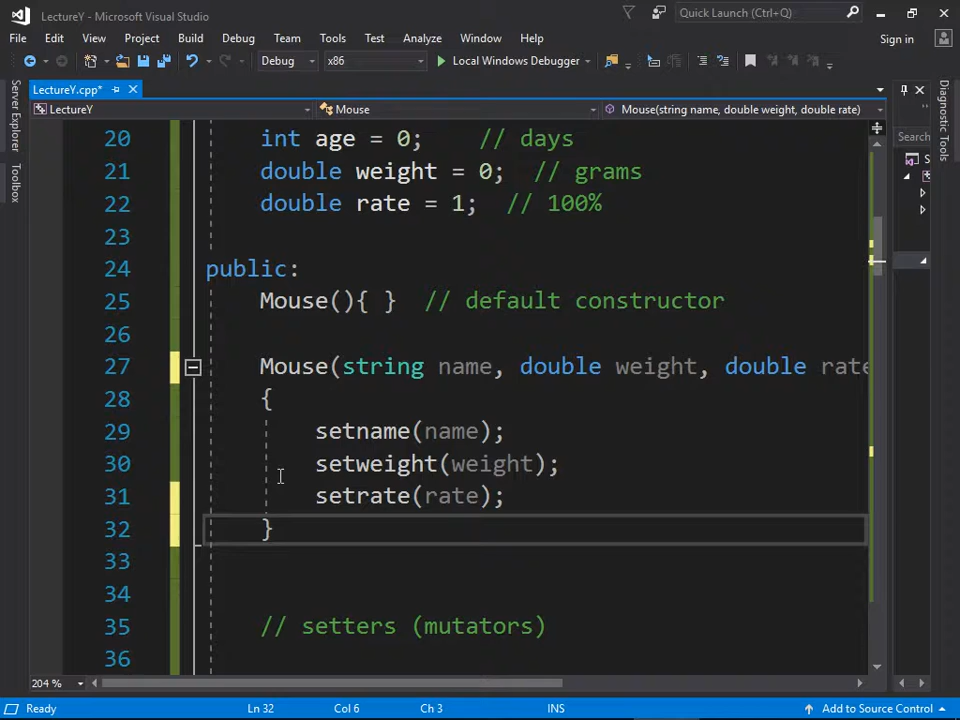 LectureY - Microsoft Visual Studio
Quick Launch (Ctrl+Q)
File Edit View Project Build Debug Team Tools Test Analyze Window Help
Sign in
Debug x86 Local Windows Debugger
Server Explorer
Toolbox
LectureY.cpp*
Diagnostic Tools
LectureY Mouse Mouse(string name, double weight, double rate)
Search
20 int age = 0; // days
21 double weight = 0; // grams
22 double rate = 1; // 100%
23
24 public:
25 Mouse(){ } // default constructor
26
27 Mouse(string name, double weight, double rate
28 {
29 setname(name);
30 setweight(weight);
31 setrate(rate);
32 }
33
34
35 // setters (mutators)
36
204 %
Ready Ln 32 Col 6 Ch 3 INS Add to Source Control